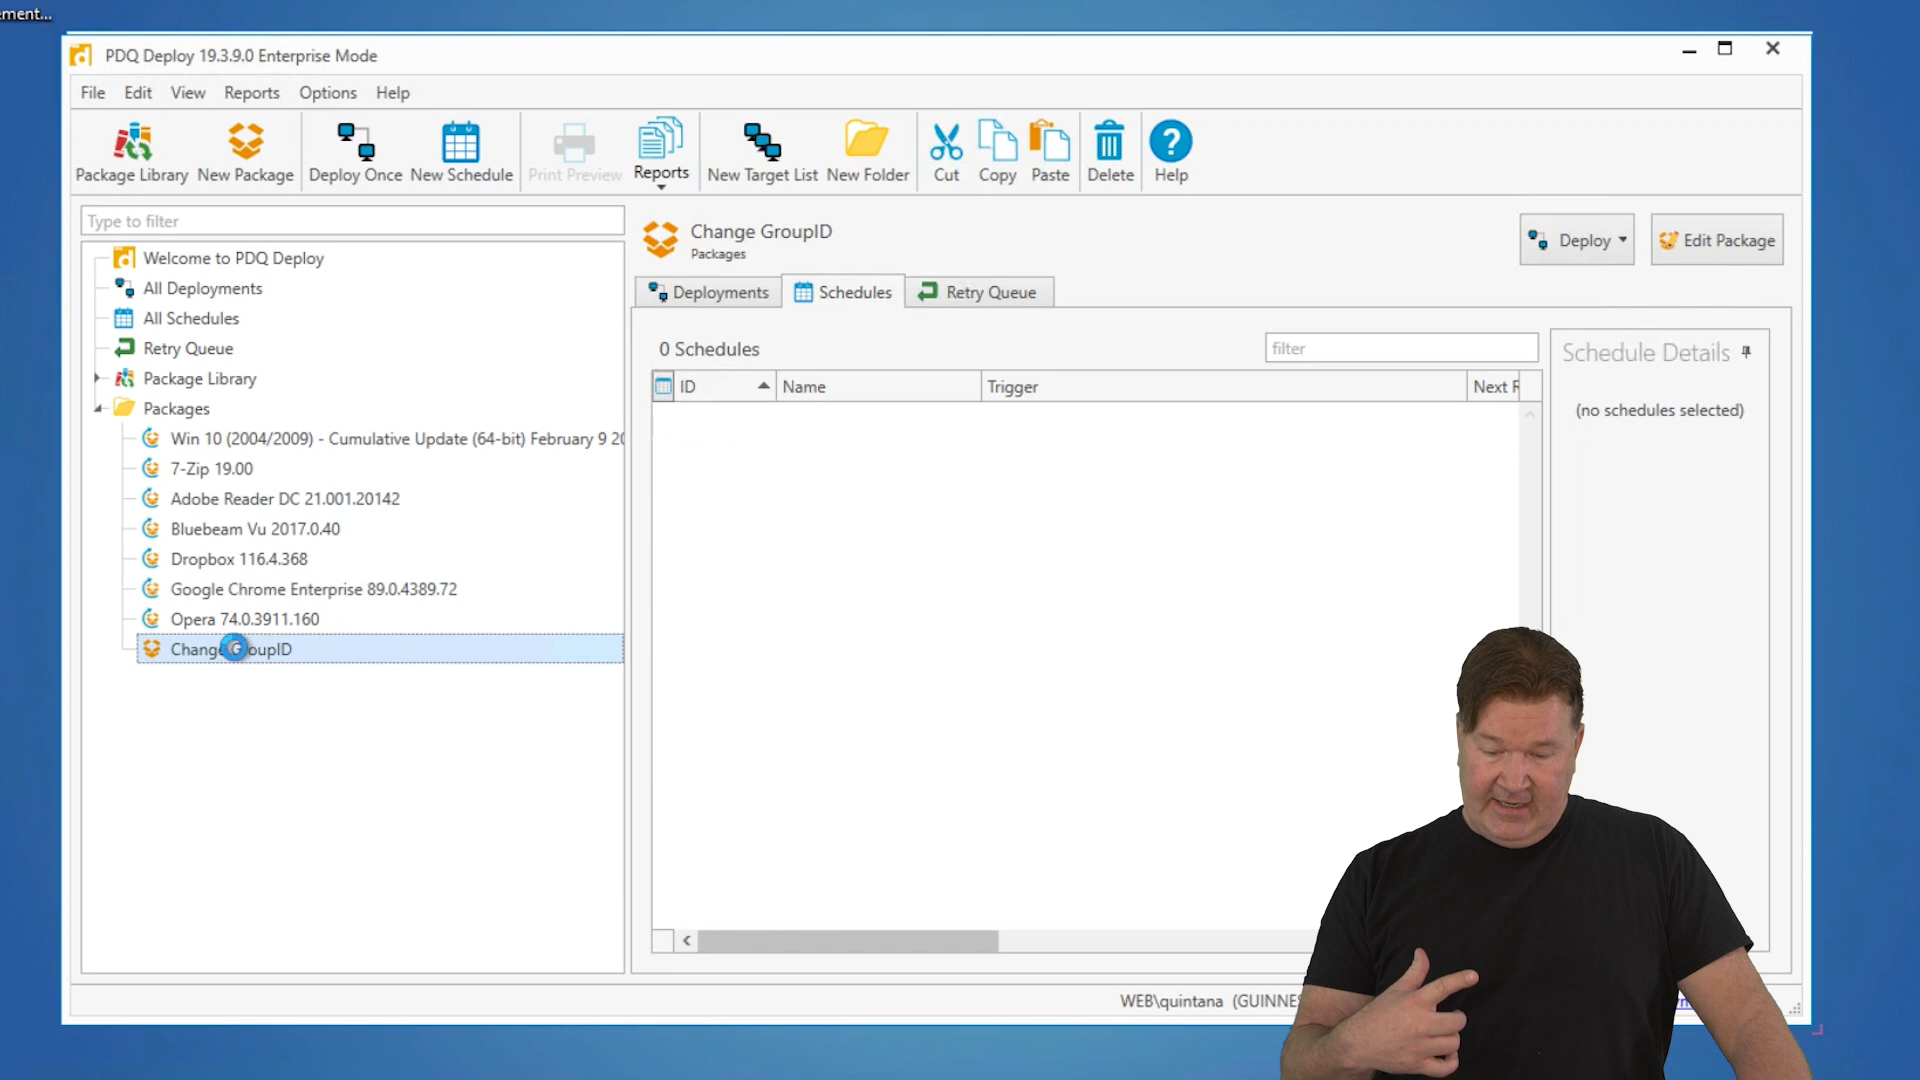 ement...
PDQ Deploy 19.3.9.0 Enterprise Mode
File Edit View Reports Options Help
Package Library New Package Deploy Once New Schedule Print Preview Reports New Target List New Folder Cut Copy Paste Delete Help
Type to filter
Welcome to PDQ Deploy
All Deployments
All Schedules
Retry Queue
Package Library
Packages
Win 10 (2004/2009) - Cumulative Update (64-bit) February 9 20
7-Zip 19.00
Adobe Reader DC 21.001.20142
Bluebeam Vu 2017.0.40
Dropbox 116.4.368
Google Chrome Enterprise 89.0.4389.72
Opera 74.0.3911.160
Change GroupID
Change GroupID
Packages
Deploy Edit Package
Deployments Schedules Retry Queue
0 Schedules
filter
ID Name Trigger Next R
Schedule Details
(no schedules selected)
WEB\quintana (GUINNES